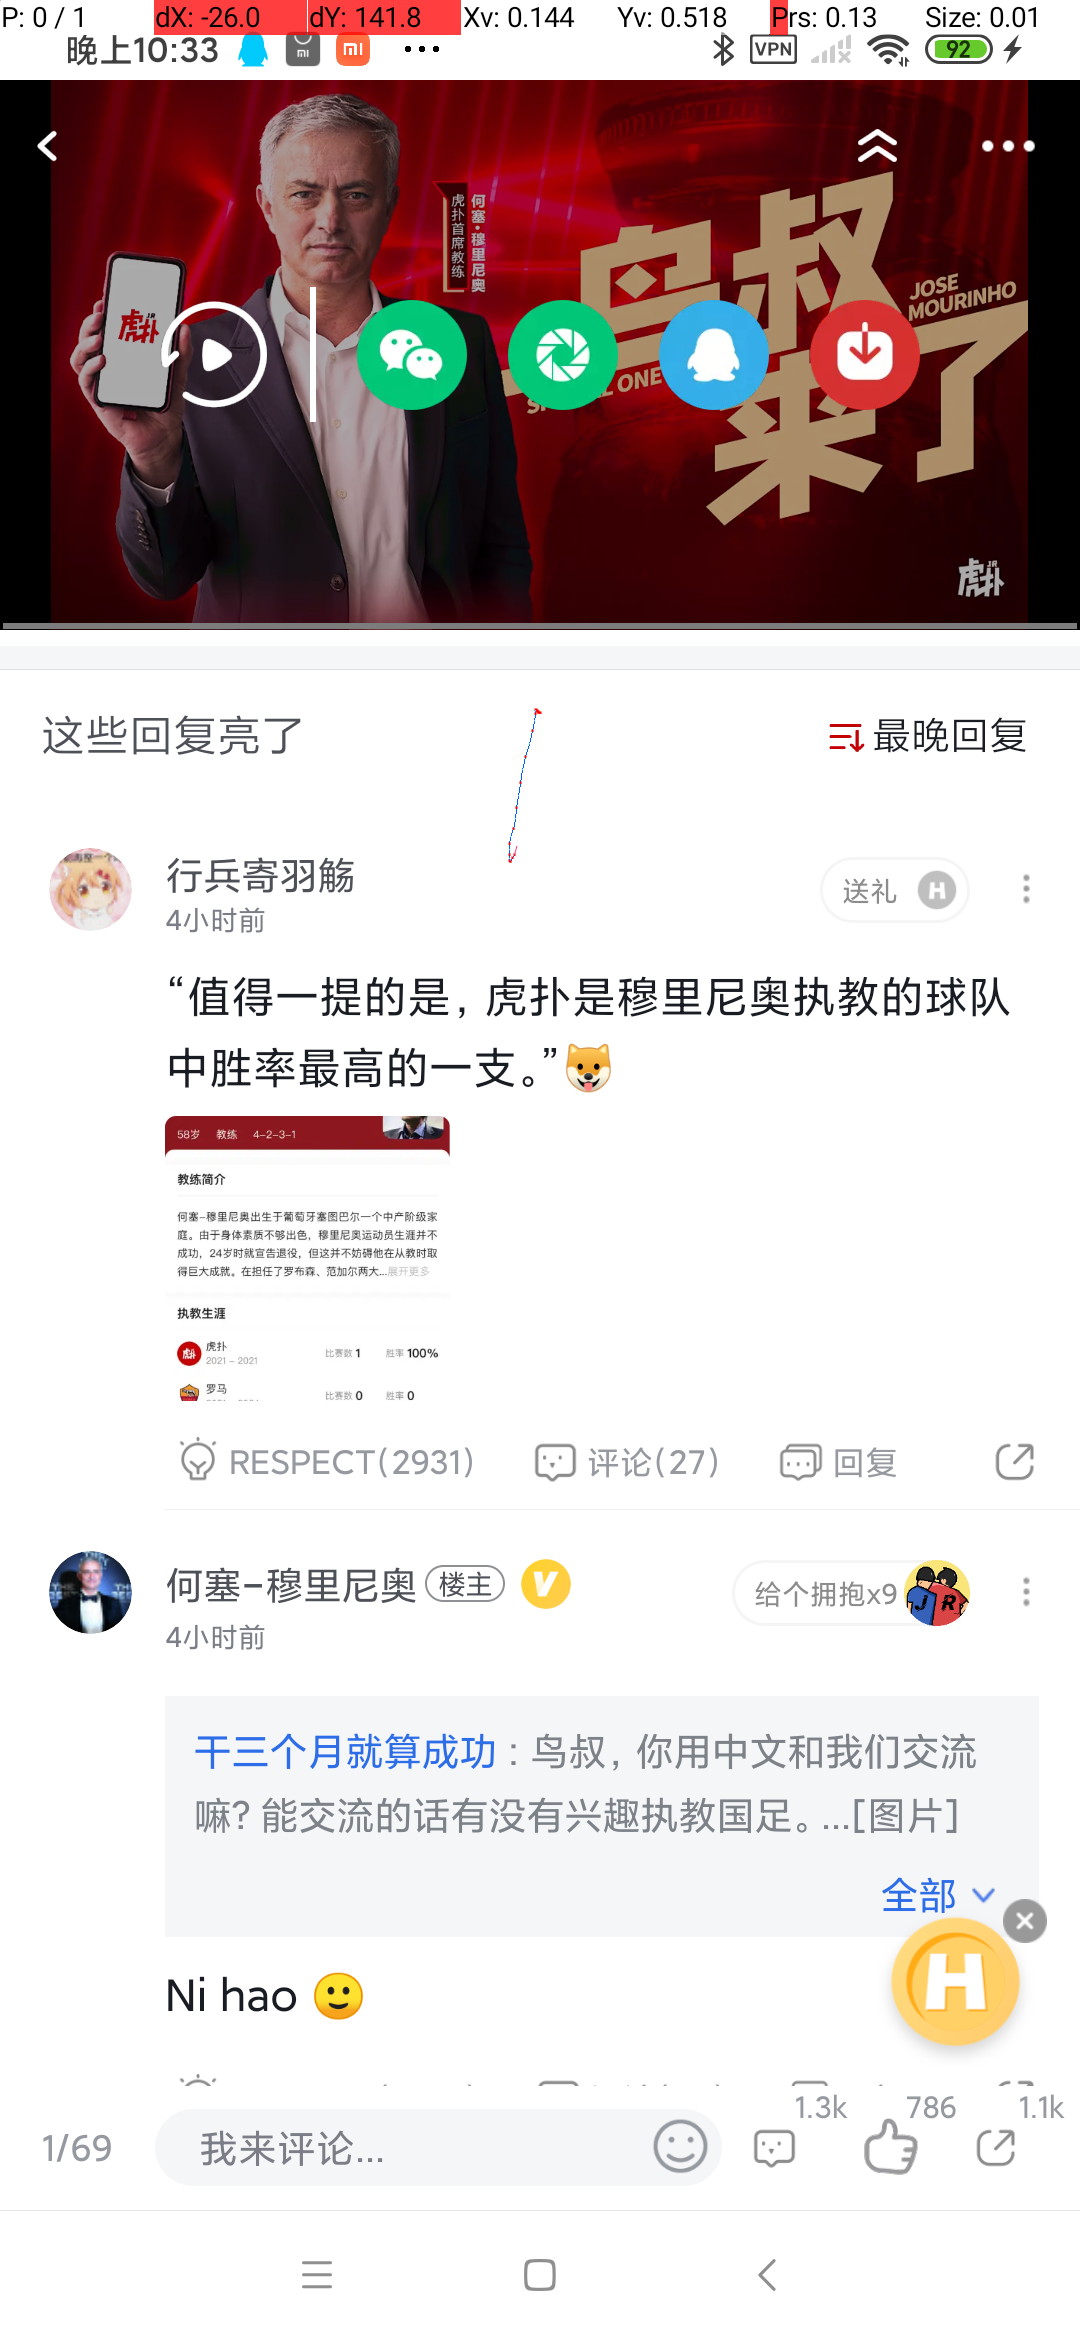 P: 0 / 1 dX: -26.0 dY: 141.8 Xv: 0.144 Yv: 0.518 Prs: 0.13 Size: 0.01
晚上10:33 mi mi VPN 92
何塞·穆里尼奥
虎扑首席教练
鸟叔
来了
JOSE
MOURINHO
虎扑JR
虎扑JR
这些回复亮了 最晚回复
行兵寄羽觞 送礼 H
4小时前
“值得一提的是，虎扑是穆里尼奥执教的球队
中胜率最高的一支。”
58岁 教练 4-2-3-1
教练简介
何塞-穆里尼奥出生于葡萄牙塞图巴尔一个中产阶级家
庭。由于身体素质不够出色，穆里尼奥运动员生涯并不
成功，24岁时就宣告退役，但这并不妨碍他在从教时取
得巨大成就。在担任了罗布森、范加尔两大...展开更多
执教生涯
虎扑 比赛数 1 胜率 100%
2021 - 2021
罗马 比赛数 0 胜率 0
RESPECT(2931) 评论(27) 回复
何塞-穆里尼奥 楼主 V 给个拥抱x9 J R
4小时前
干三个月就算成功 : 鸟叔，你用中文和我们交流
嘛? 能交流的话有没有兴趣执教国足。...[图片]
全部
H
Ni hao
1/69 我来评论... 1.3k 786 1.1k